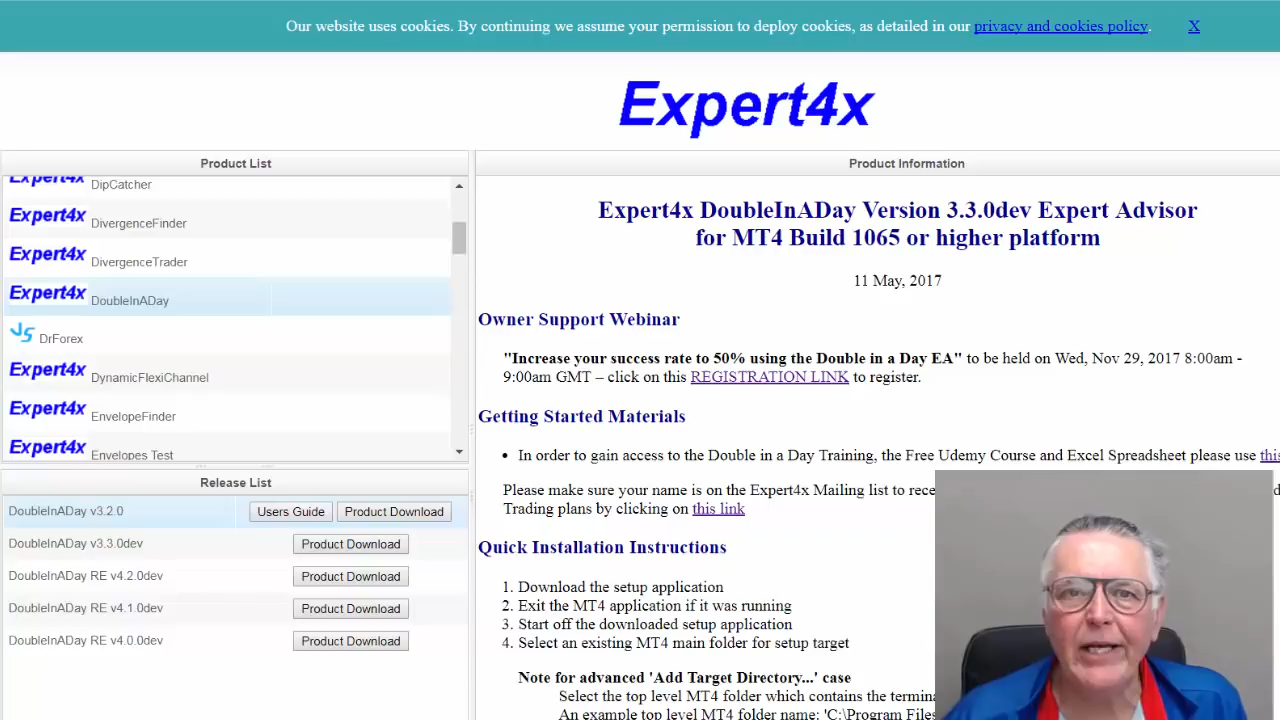 Our website uses cookies. By continuing we assume your permission to deploy cookies, as detailed in our privacy and cookies policy. X
Expert4x
Product List
Expert4x DipCatcher
Expert4x DivergenceFinder
Expert4x DivergenceTrader
Expert4x DoubleInADay
DrForex
Expert4x DynamicFlexiChannel
Expert4x EnvelopeFinder
Expert4x Envelopes Test
Release List
DoubleInADay v3.2.0 Users Guide Product Download
DoubleInADay v3.3.0dev Product Download
DoubleInADay RE v4.2.0dev Product Download
DoubleInADay RE v4.1.0dev Product Download
DoubleInADay RE v4.0.0dev Product Download
Product Information
Expert4x DoubleInADay Version 3.3.0dev Expert Advisor
for MT4 Build 1065 or higher platform
11 May, 2017
Owner Support Webinar
"Increase your success rate to 50% using the Double in a Day EA" to be held on Wed, Nov 29, 2017 8:00am -
9:00am GMT – click on this REGISTRATION LINK to register.
Getting Started Materials
• In order to gain access to the Double in a Day Training, the Free Udemy Course and Excel Spreadsheet please use
Please make sure your name is on the Expert4x Mailing list to
Trading plans by clicking on this link
Quick Installation Instructions
1. Download the setup application
2. Exit the MT4 application if it was running
3. Start off the downloaded setup application
4. Select an existing MT4 main folder for setup target
Note for advanced 'Add Target Directory...' case
Select the top level MT4 folder which contains the
An example top level MT4 folder name: 'C:\Program Files